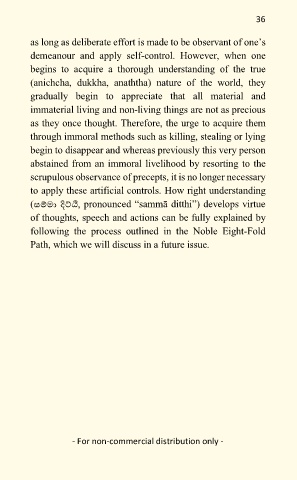 36
as long as deliberate effort is made to be observant of one’s
demeanour and apply self-control. However, when one
begins to acquire a thorough understanding of the true
(anichcha, dukkha, anaththa) nature of the world, they
gradually begin to appreciate that all material and
immaterial living and non-living things are not as precious
as they once thought. Therefore, the urge to acquire them
through immoral methods such as killing, stealing or lying
begin to disappear and whereas previously this very person
abstained from an immoral livelihood by resorting to the
scrupulous observance of precepts, it is no longer necessary
to apply these artificial controls. How right understanding
(සම්මා දිට්ඨි, pronounced “sammā ditthi”) develops virtue
of thoughts, speech and actions can be fully explained by
following the process outlined in the Noble Eight-Fold
Path, which we will discuss in a future issue.
- For non-commercial distribution only -